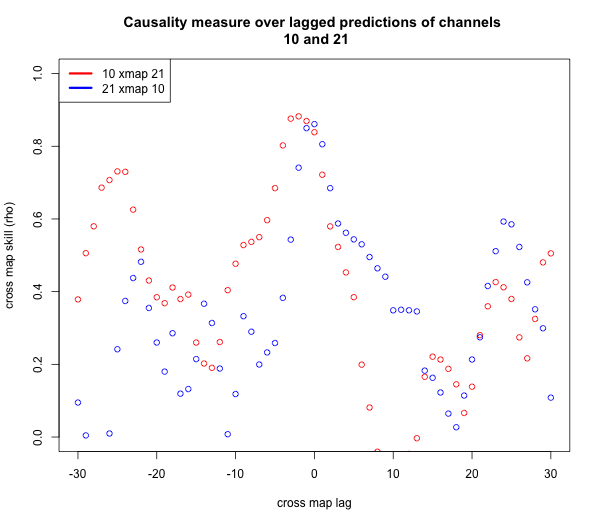 Causality measure over lagged predictions of channels
10 and 21
10 xmap 21
21 xmap 10
1.0
0.8
0.6
0.4
0.2
0.0
cross map skill (rho)
-30
-20
-10
0
10
20
30
cross map lag